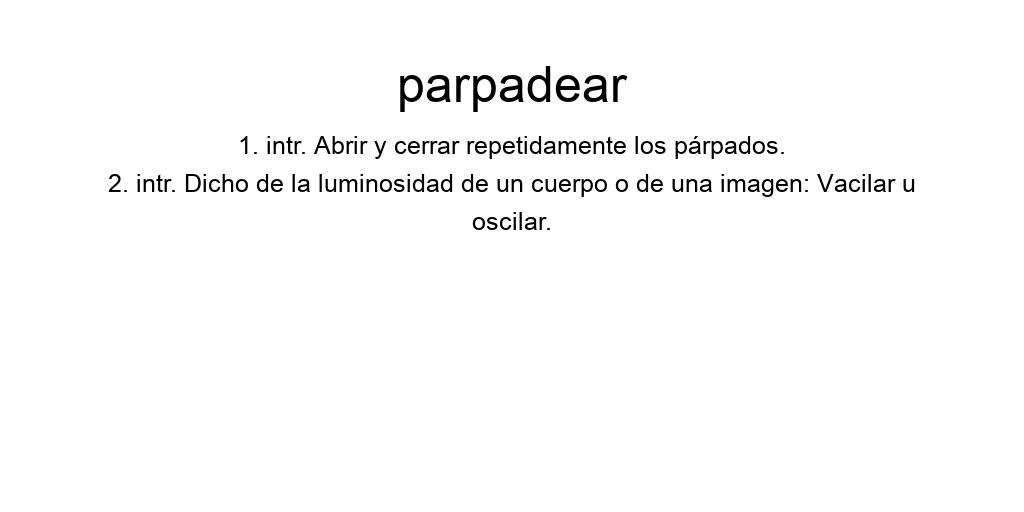 parpadear
1. intr. Abrir y cerrar repetidamente los párpados.
2. intr. Dicho de la luminosidad de un cuerpo o de una imagen: Vacilar u
oscilar.